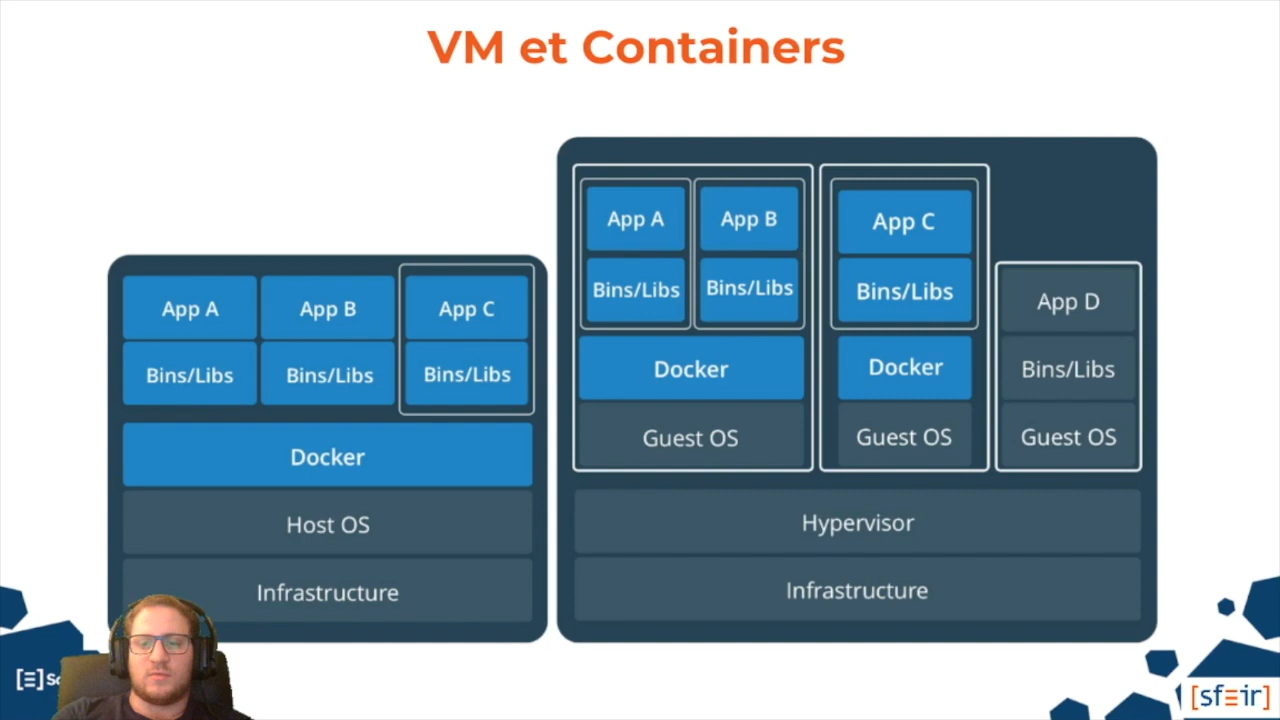 VM et Containers
App A
App B
App C
Bins/Libs
Bins/Libs
Bins/Libs
Docker
Host OS
Infrastructure
App A
App B
App C
App D
Bins/Libs
Bins/Libs
Bins/Libs
Bins/Libs
Docker
Docker
Guest OS
Guest OS
Guest OS
Hypervisor
Infrastructure
[sfeir]